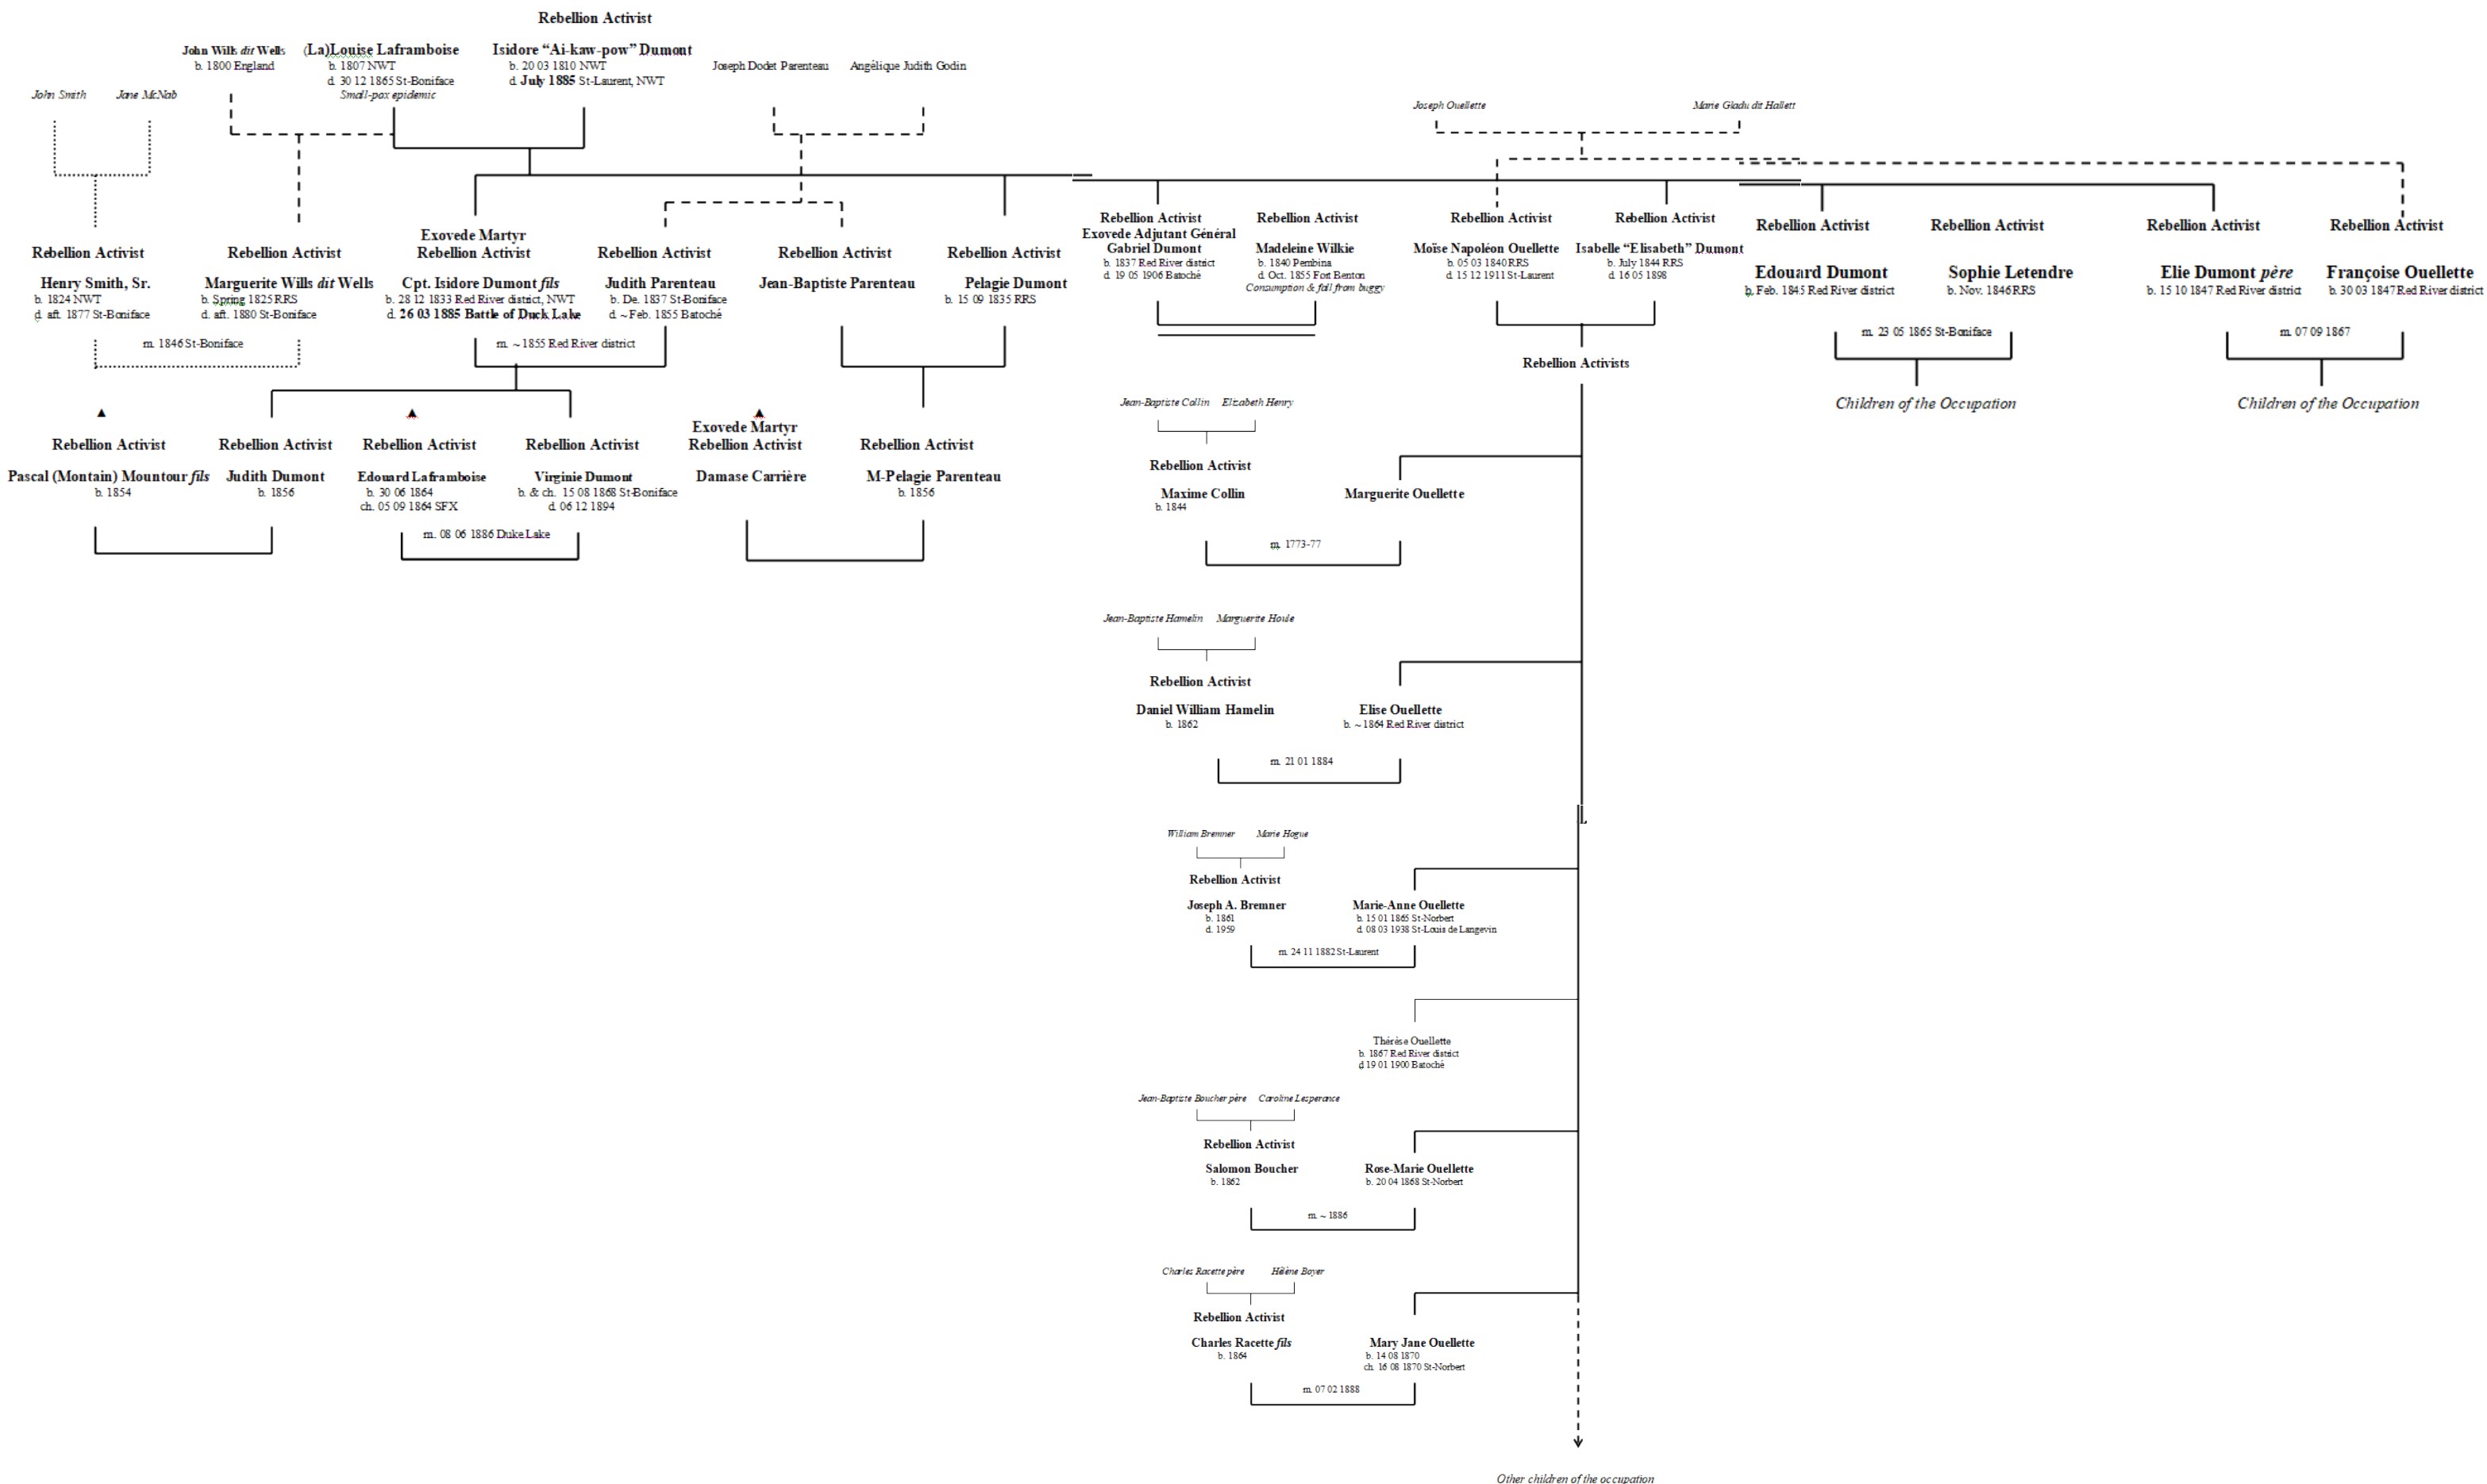 Rebellion Activist
John Wills dit Wells
b. 1800 England
(La)Louise Laframboise
b. 1807 NWT
d. 30 12 1865 St-Boniface
Small-pox epidemic
Isidore “Ai-kaw-pow” Dumont
b. 20 03 1810 NWT
d. July 1885 St-Laurent, NWT
Joseph Dodet Parenteau
Angélique Judith Godin
John Smith
Jane McNab
Joseph Ouellette
Marie Gladu dit Hallett
Rebellion Activist
Henry Smith, Sr.
b. 1824 NWT
d. aft. 1877 St-Boniface
Rebellion Activist
Marguerite Wills dit Wells
b. Spring 1825 RRS
d. aft. 1880 St-Boniface
m. 1846 St-Boniface
Exovede Martyr
Rebellion Activist
Cpt. Isidore Dumont fils
b. 28 12 1833 Red River district, NWT
d. 26 03 1885 Battle of Duck Lake
Rebellion Activist
Judith Parenteau
b. De. 1837 St-Boniface
d. ~Feb. 1855 Batoché
m. ~1855 Red River district
Rebellion Activist
Jean-Baptiste Parenteau
Rebellion Activist
Pelagie Dumont
b. 15 09 1835 RRS
Rebellion Activist
Exovede Adjutant Général
Gabriel Dumont
b. 1837 Red River district
d. 19 05 1906 Batoché
Rebellion Activist
Madeleine Wilkie
b. 1840 Pembina
d. Oct. 1855 Fort Benton
Consumption & fall from buggy
Rebellion Activist
Moïse Napoléon Ouellette
b. 05 03 1840 RRS
d. 15 12 1911 St-Laurent
Rebellion Activist
Isabelle “Elisabeth” Dumont
b. July 1844 RRS
d. 16 05 1898
Rebellion Activists
Rebellion Activist
Edouard Dumont
b, Feb. 1845 Red River district
Rebellion Activist
Sophie Letendre
b. Nov. 1846 RRS
m. 23 05 1865 St-Boniface
Children of the Occupation
Rebellion Activist
Elie Dumont père
b. 15 10 1847 Red River district
Rebellion Activist
Françoise Ouellette
b. 30 03 1847 Red River district
m. 07 09 1867
Children of the Occupation
▲
Rebellion Activist
Pascal (Montain) Mountour fils
b. 1854
Rebellion Activist
Judith Dumont
b. 1856
▲
Rebellion Activist
Edouard Laframboise
b. 30 06 1864
ch. 05 09 1864 SFX
Rebellion Activist
Virginie Dumont
b. & ch. 15 08 1868 St-Boniface
d. 06 12 1894
m. 08 06 1886 Duke Lake
▲
Exovede Martyr
Rebellion Activist
Damase Carrière
Rebellion Activist
M-Pelagie Parenteau
b. 1856
Jean-Baptiste Collin
Elizabeth Henry
Rebellion Activist
Maxime Collin
b. 1844
Marguerite Ouellette
m. 1773-77
Jean-Baptiste Hamelin
Marguerite Houle
Rebellion Activist
Daniel William Hamelin
b. 1862
Elise Ouellette
b. ~1864 Red River district
m. 21 01 1884
William Bremner
Marie Hogue
Rebellion Activist
Joseph A. Bremner
b. 1861
d. 1959
Marie-Anne Ouellette
b. 15 01 1865 St-Norbert
d. 08 03 1938 St-Louis de Langevin
m. 24 11 1882 St-Laurent
Thérèse Ouellette
b. 1867 Red River district
d 19 01 1900 Batoché
Jean-Baptiste Boucher père
Caroline Lesperance
Rebellion Activist
Salomon Boucher
b. 1862
Rose-Marie Ouellette
b. 20 04 1868 St-Norbert
m. ~ 1886
Charles Racette père
Hélène Boyer
Rebellion Activist
Charles Racette fils
b. 1864
Mary Jane Ouellette
b. 14 08 1870
ch. 16 08 1870 St-Norbert
m. 07 02 1888
Other children of the occupation